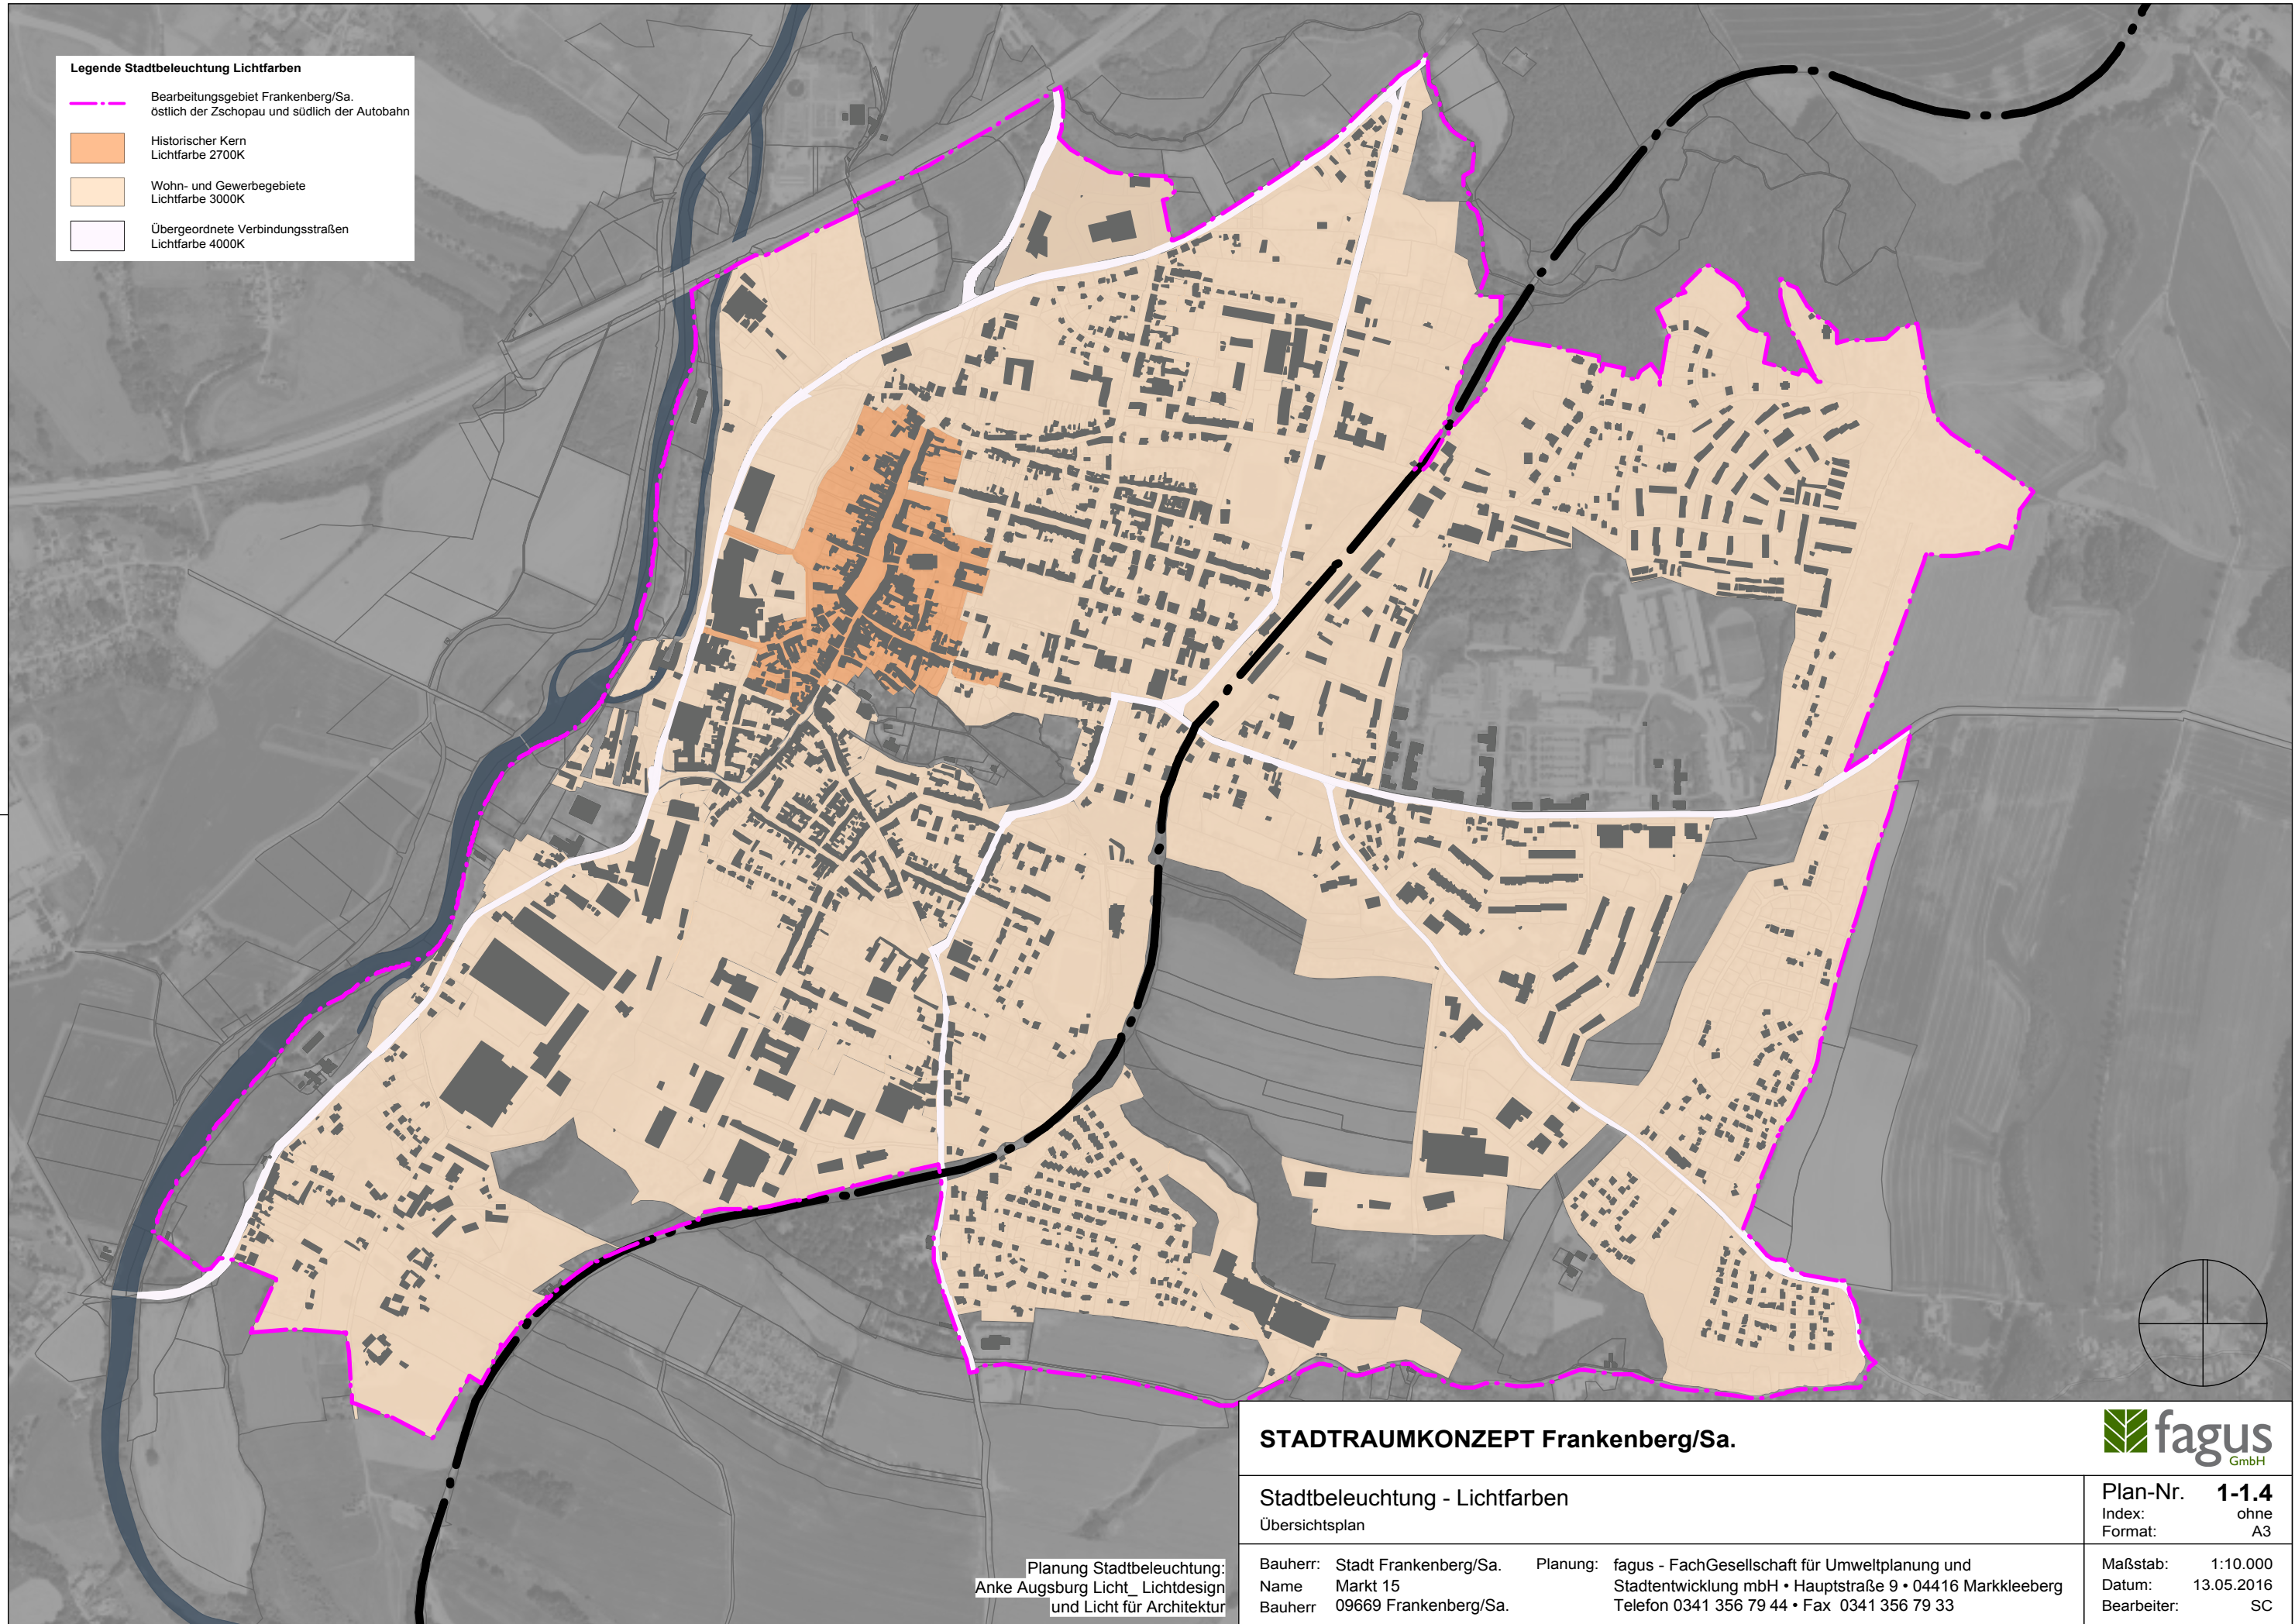 Legende Stadtbeleuchtung Lichtfarben
Bearbeitungsgebiet Frankenberg/Sa.
östlich der Zschopau und südlich der Autobahn
Historischer Kern
Lichtfarbe 2700K
Wohn- und Gewerbegebiete
Lichtfarbe 3000K
Übergeordnete Verbindungsstraßen
Lichtfarbe 4000K
Planung Stadtbeleuchtung:
Anke Augsburg Licht_ Lichtdesign
und Licht für Architektur
STADTRAUMKONZEPT Frankenberg/Sa.
fagus
GmbH
Stadtbeleuchtung - Lichtfarben
Übersichtsplan
Plan-Nr. 1-1.4
Index: ohne
Format: A3
Bauherr: Stadt Frankenberg/Sa.
Name Markt 15
Bauherr 09669 Frankenberg/Sa.
Planung: fagus - FachGesellschaft für Umweltplanung und
Stadtentwicklung mbH • Hauptstraße 9 • 04416 Markkleeberg
Telefon 0341 356 79 44 • Fax 0341 356 79 33
Maßstab: 1:10.000
Datum: 13.05.2016
Bearbeiter: SC